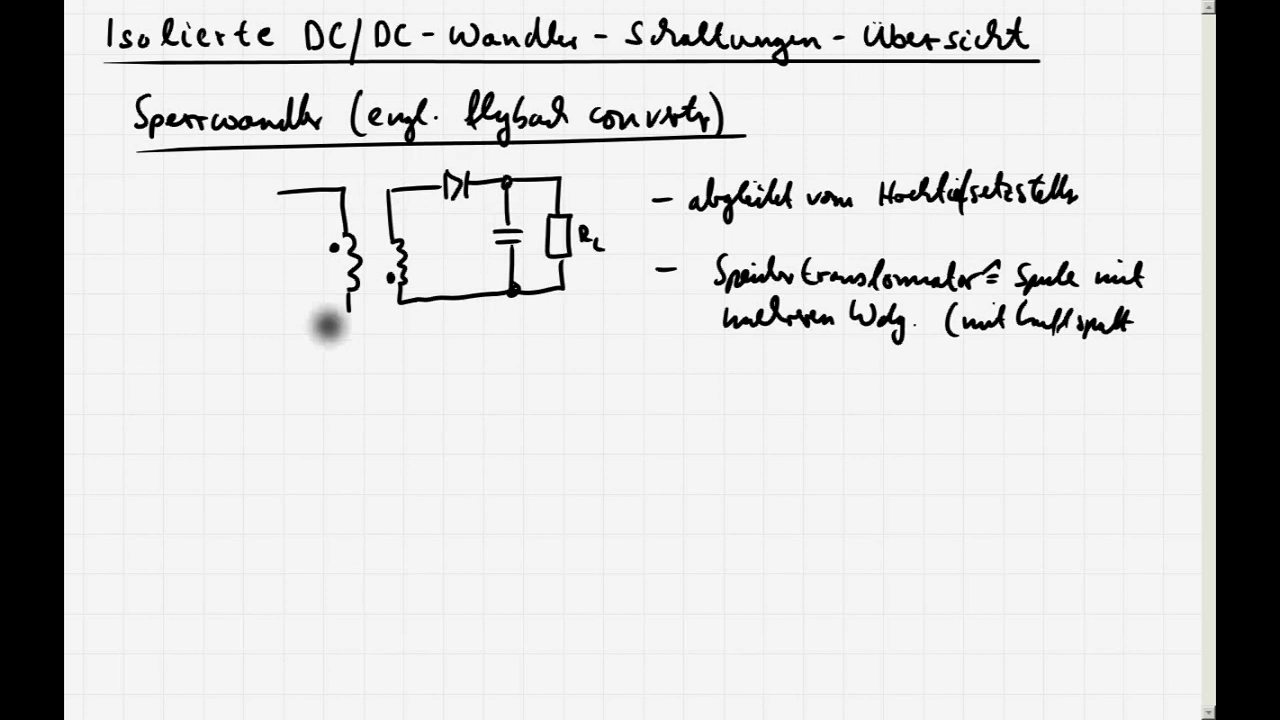 Isolierte DC/DC-Wandler-Schaltungen-Übersicht
Sperrwandler (engl. flyback converter)
- abgeleitet vom Hochtiefsetzsteller
R_L
- Speichertransformator ≙ Spule mit
mehreren Wdg. (mit Luftspalt